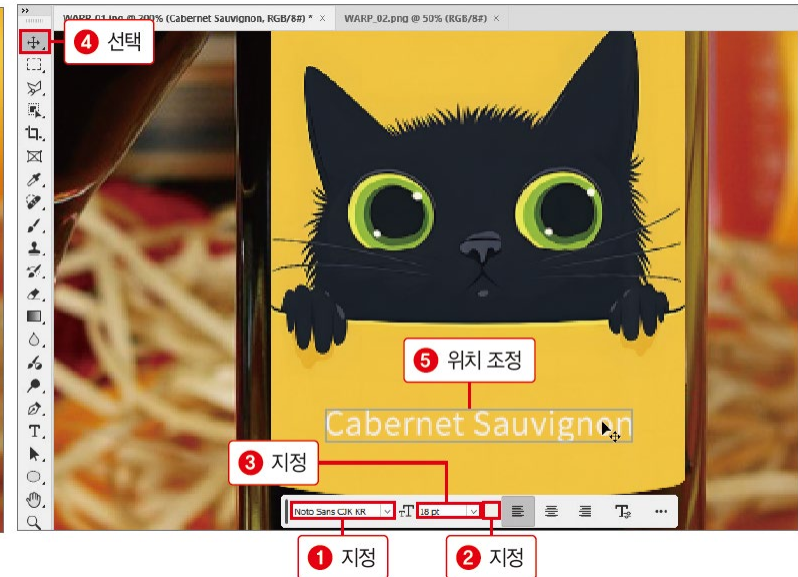 WARP_01.jpg @ 200% (Cabernet Sauvignon, RGB/8#) * × WARP_02.png @ 50% (RGB/8#) ×
4 선택
5 위치 조정
Cabernet Sauvignon
3 지정
Noto Sans CJK KR 18 pt
1 지정 2 지정